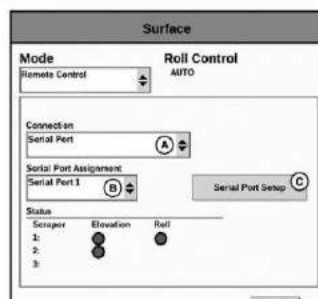 Surface
Mode
Roll Control
Remote Control
AUTO
Connection
Serial Port
A
Serial Port Assignment
Serial Port 1
B
Serial Port Setup
C
Status
Scraper Elevation Roll
1:
2:
3: